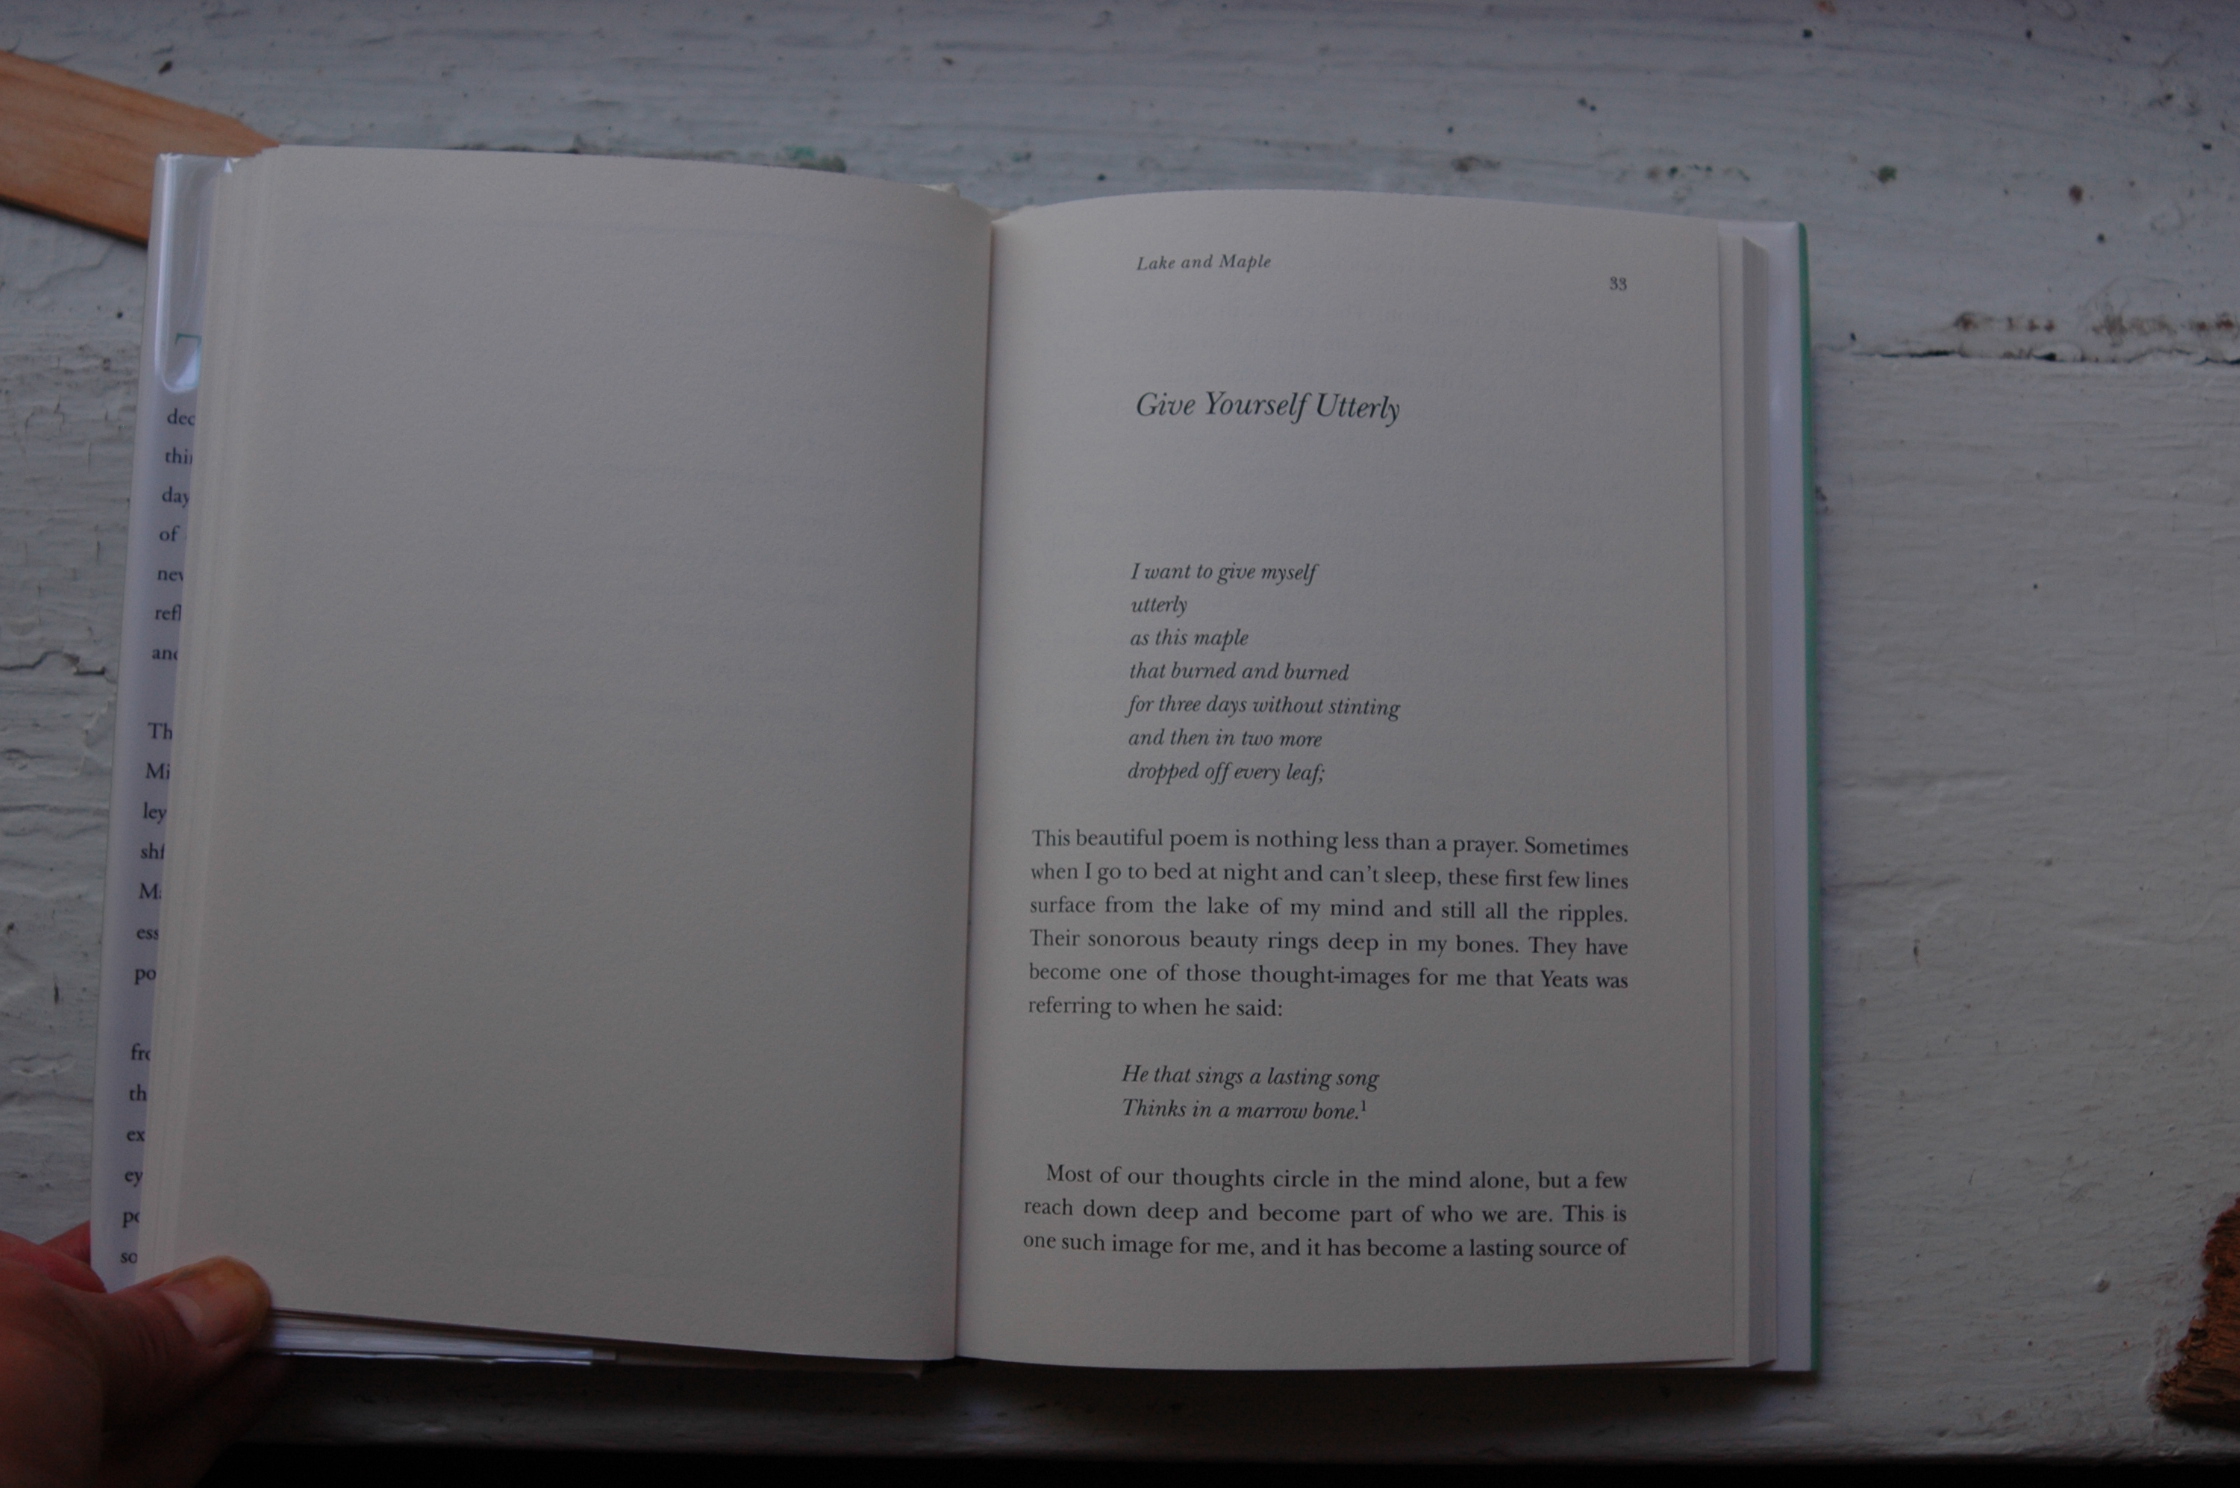 dec
thi
day
of
nev
refl
and
Th
Mi
ley
shi
M
ess
po
fro
th
ex
ey
po
so
Lake and Maple
33
Give Yourself Utterly
I want to give myself
utterly
as this maple
that burned and burned
for three days without stinting
and then in two more
dropped off every leaf;
This beautiful poem is nothing less than a prayer. Sometimes
when I go to bed at night and can't sleep, these first few lines
surface from the lake of my mind and still all the ripples.
Their sonorous beauty rings deep in my bones. They have
become one of those thought-images for me that Yeats was
referring to when he said:
He that sings a lasting song
Thinks in a marrow bone.1
Most of our thoughts circle in the mind alone, but a few
reach down deep and become part of who we are. This is
one such image for me, and it has become a lasting source of